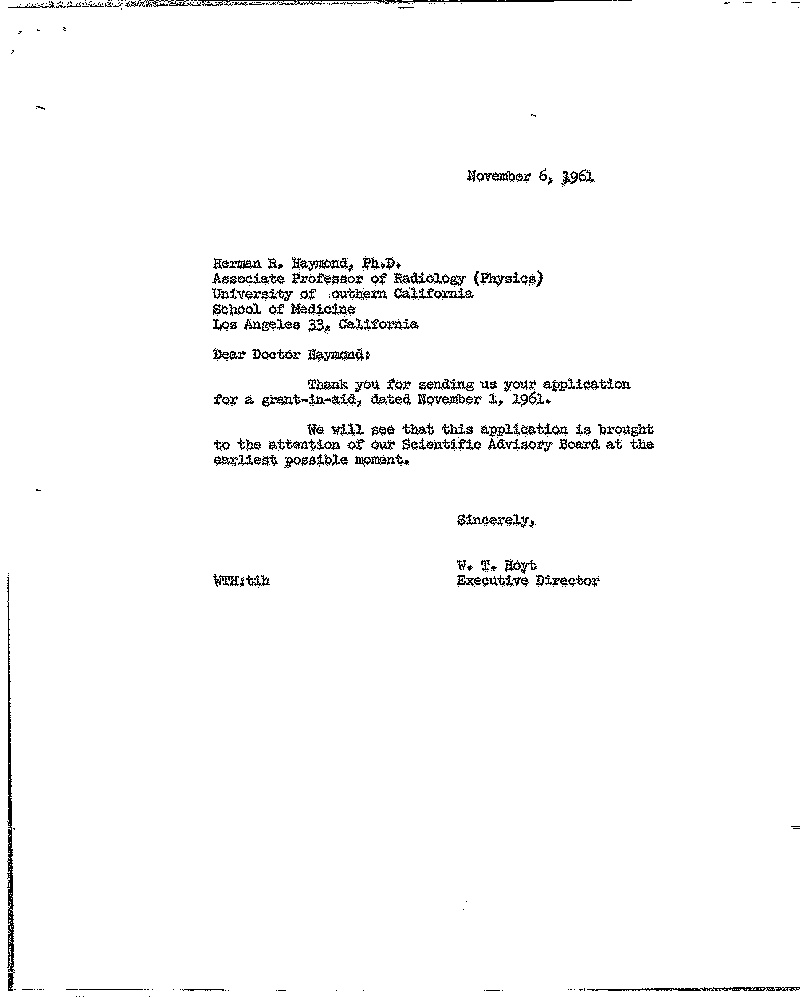 November 6, 1961
Herman R. Haymond, Ph.D.
Associate Professor of Radiology (Physics)
University of outhern California
School of Medicine
Los Angeles 33, California
Dear Doctor Haymond:
Thank you for sending us your application
for a grant-in-aid, dated November 1, 1961.
We will see that this application is brought
to the attention of our Scientific Advisory Board at the
earliest possible moment.
Sincerely,
W. T. Hoyt
WTH:tih Executive Director